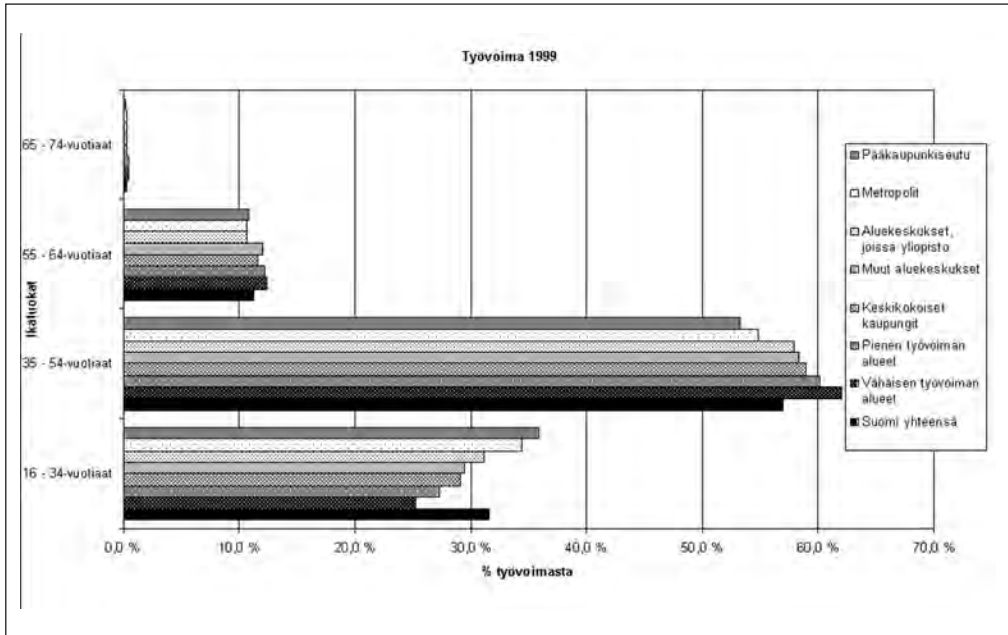 Työvoima 1999
Ikäluokat
65 - 74-vuotiaat
55 - 64-vuotiaat
35 - 54-vuotiaat
16 - 34-vuotiaat
0,0 %
10,0 %
20,0 %
30,0 %
40,0 %
50,0 %
60,0 %
70,0 %
% työvoimasta
Pääkaupunkiseutu
Metropolit
Aluekeskukset,
joissa yliopisto
Muut aluekeskukset
Keskikokoiset
kaupungit
Pienen työvoiman
alueet
Vähäisen työvoiman
alueet
Suomi yhteensä